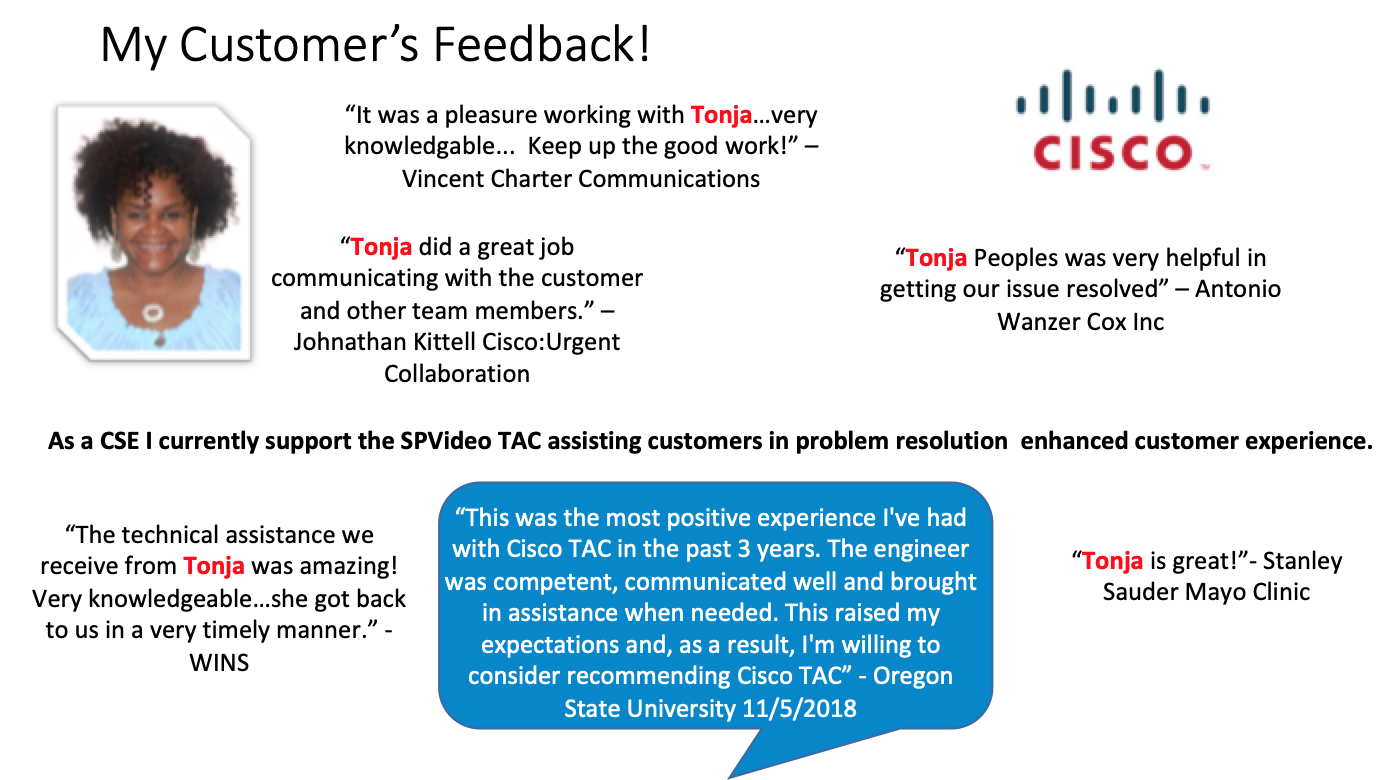 My Customer’s Feedback!
“It was a pleasure working with Tonja…very
knowledgable... Keep up the good work!” –
Vincent Charter Communications
CISCO™
“Tonja did a great job
communicating with the customer
and other team members.” –
Johnathan Kittell Cisco:Urgent
Collaboration
“Tonja Peoples was very helpful in
getting our issue resolved” – Antonio
Wanzer Cox Inc
As a CSE I currently support the SPVideo TAC assisting customers in problem resolution  enhanced customer experience.
“The technical assistance we
receive from Tonja was amazing!
Very knowledgeable…she got back
to us in a very timely manner.” -
WINS
“This was the most positive experience I've had
with Cisco TAC in the past 3 years. The engineer
was competent, communicated well and brought
in assistance when needed. This raised my
expectations and, as a result, I'm willing to
consider recommending Cisco TAC” - Oregon
State University 11/5/2018
“Tonja is great!”- Stanley
Sauder Mayo Clinic